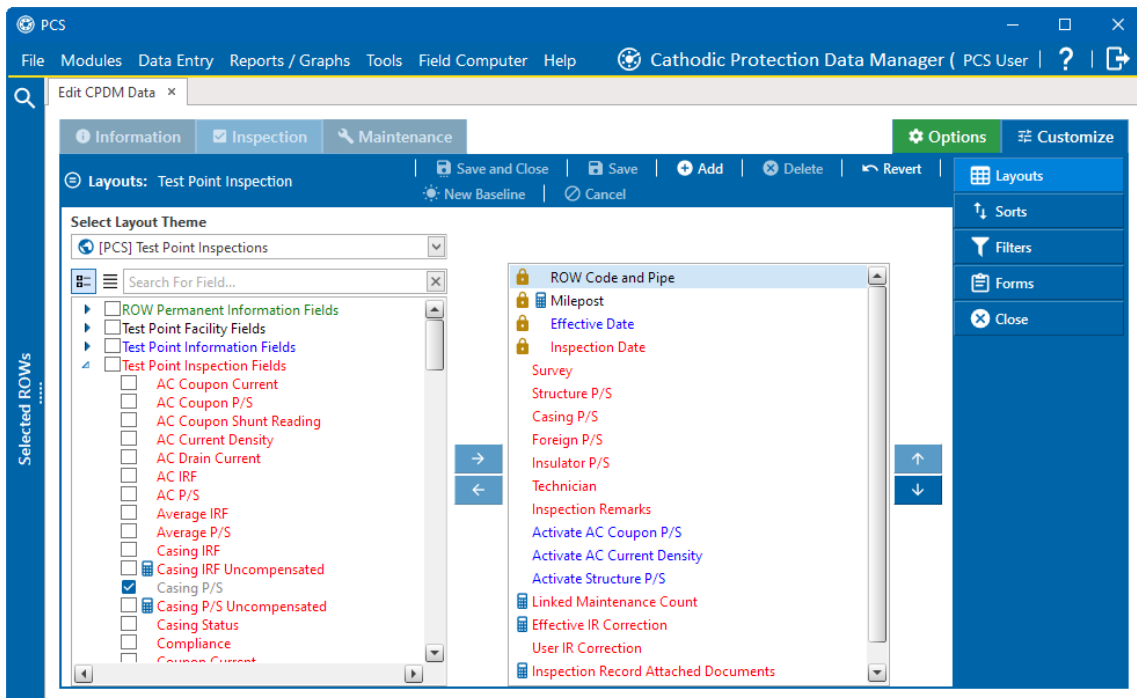 PCS
File Modules Data Entry Reports / Graphs Tools Field Computer Help Cathodic Protection Data Manager ( PCS User | ? |
Edit CPDM Data ×
Information Inspection Maintenance Options Customize
Layouts: Test Point Inspection
Save and Close | Save | Add | Delete | Revert |
New Baseline | Cancel
Select Layout Theme
[PCS] Test Point Inspections
Search For Field...
ROW Permanent Information Fields
Test Point Facility Fields
Test Point Information Fields
Test Point Inspection Fields
AC Coupon Current
AC Coupon P/S
AC Coupon Shunt Reading
AC Current Density
AC Drain Current
AC IRF
AC P/S
Average IRF
Average P/S
Casing IRF
Casing IRF Uncompensated
Casing P/S
Casing P/S Uncompensated
Casing Status
Compliance
Coupon Current
ROW Code and Pipe
Milepost
Effective Date
Inspection Date
Survey
Structure P/S
Casing P/S
Foreign P/S
Insulator P/S
Technician
Inspection Remarks
Activate AC Coupon P/S
Activate AC Current Density
Activate Structure P/S
Linked Maintenance Count
Effective IR Correction
User IR Correction
Inspection Record Attached Documents
Layouts
Sorts
Filters
Forms
Close
Selected ROWs